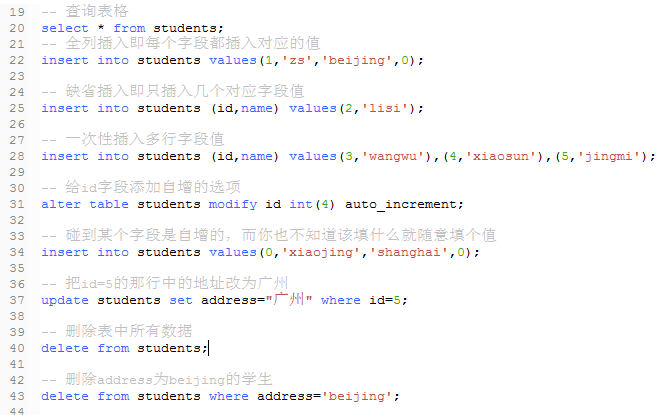 19 -- 查询表格
20 select * from students;
21 -- 全列插入即每个字段都插入对应的值
22 insert into students values(1,'zs','beijing',0);
23
24 -- 缺省插入即只插入几个对应字段值
25 insert into students (id,name) values(2,'lisi');
26
27 -- 一次性插入多行字段值
28 insert into students (id,name) values(3,'wangwu'),(4,'xiaosun'),(5,'jingmi');
29
30 -- 给id字段添加自增的选项
31 alter table students modify id int(4) auto_increment;
32
33 -- 碰到某个字段是自增的，而你也不知道该填什么就随意填个值
34 insert into students values(0,'xiaojing','shanghai',0);
35
36 -- 把id=5的那行中的地址改为广州
37 update students set address="广州" where id=5;
38
39 -- 删除表中所有数据
40 delete from students;
41
42 -- 删除address为beijing的学生
43 delete from students where address='beijing';
44